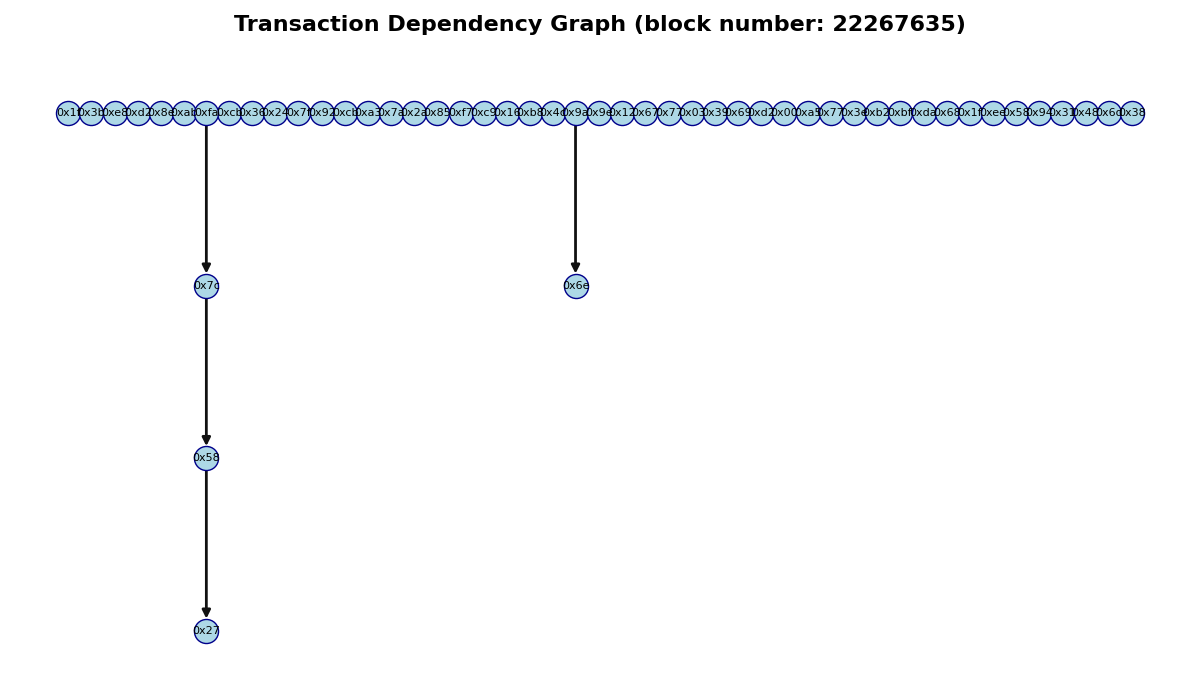 Transaction Dependency Graph (block number: 22267635)
0x1f 0x3b 0xe8 0xd2 0x8e 0xab 0xfa 0xcb 0x36 0x24 0x7f 0x92 0xcb 0xa3 0x7a 0x2a 0x85 0xf7 0xc9 0x16 0xb8 0x4c 0x9a 0x9e 0x12 0x67 0x77 0x03 0x39 0x69 0xd2 0x00 0xa5 0x77 0x3e 0xb2 0xbf 0xda 0x68 0x1f 0xee 0x58 0x94 0x31 0x48 0x6d 0x38
0x7c 0x6e
0x58
0x27